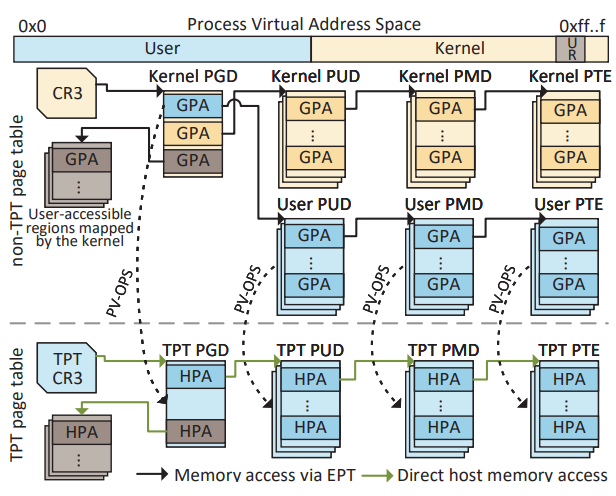 Process Virtual Address Space
0x0
0xff..f
User
Kernel
U
R
CR3
Kernel PGD
Kernel PUD
Kernel PMD
Kernel PTE
GPA
GPA
GPA
GPA
⋮
GPA
GPA
⋮
GPA
GPA
⋮
GPA
GPA
⋮
User-accessible
regions mapped
by the kernel
non-TPT page table
User PUD
User PMD
User PTE
GPA
⋮
GPA
GPA
⋮
GPA
GPA
⋮
GPA
PV-OPS
PV-OPS
PV-OPS
PV-OPS
TPT page table
TPT
CR3
TPT PGD
TPT PUD
TPT PMD
TPT PTE
HPA
HPA
HPA
⋮
HPA
HPA
⋮
HPA
HPA
⋮
HPA
HPA
⋮
Memory access via EPT
Direct host memory access